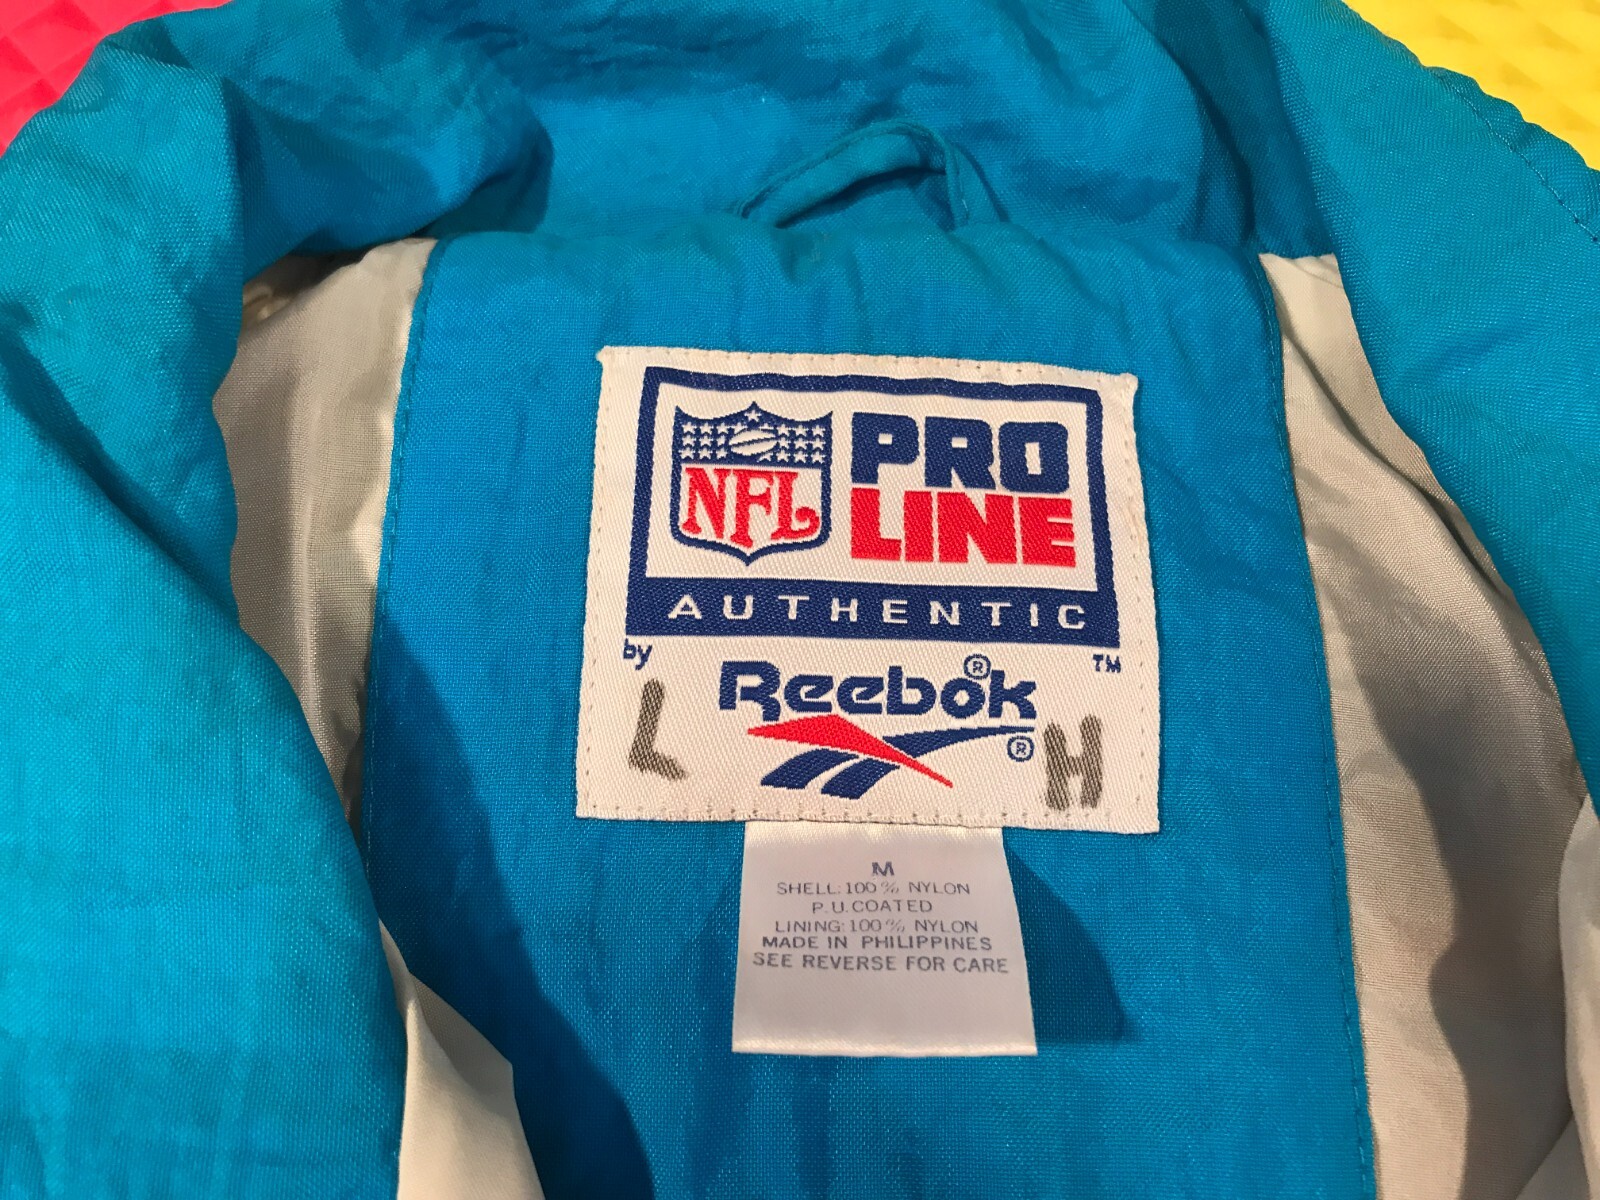 NFL PRO
LINE
AUTHENTIC
by ™
Reebok®
®
L H
M
SHELL: 100% NYLON
P.U.COATED
LINING: 100% NYLON
MADE IN PHILIPPINES
SEE REVERSE FOR CARE